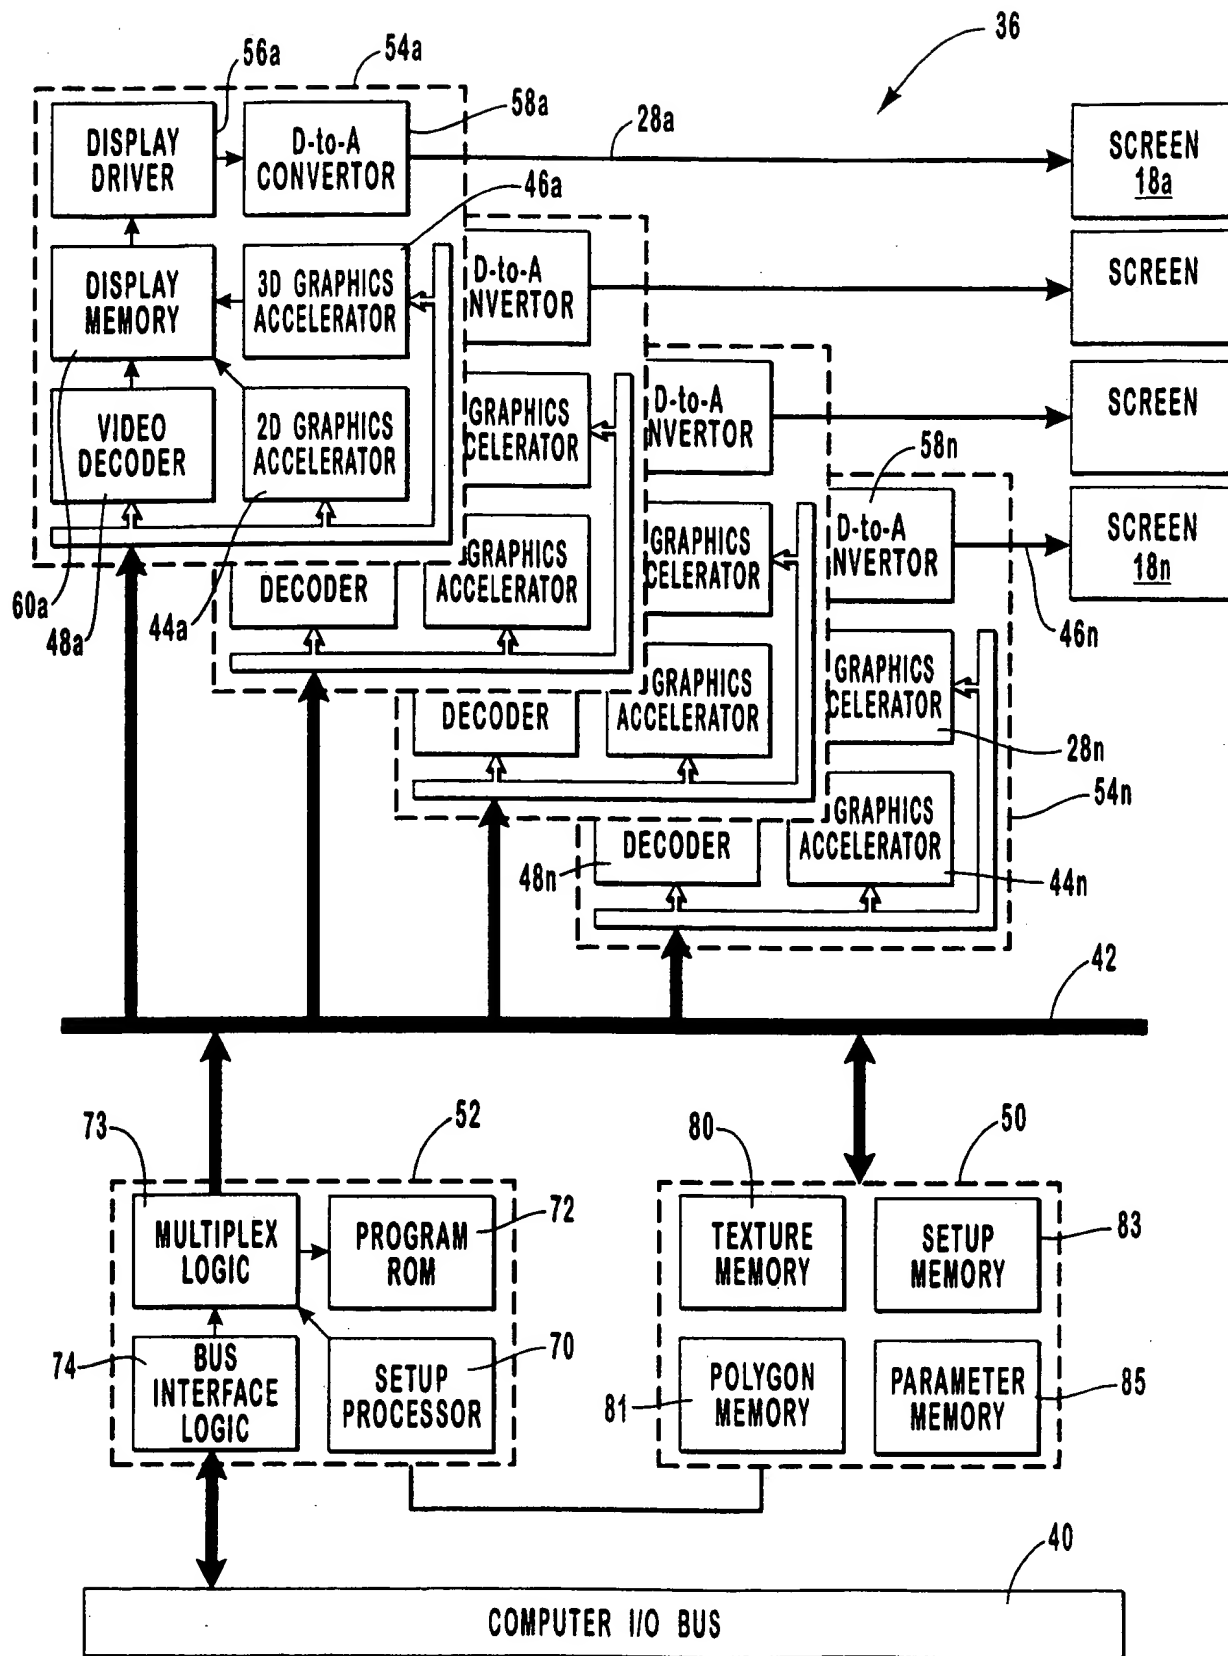 36
56a
54a
58a
28a
46a
DISPLAY
DRIVER
D-to-A
CONVERTOR
SCREEN
18a
DISPLAY
MEMORY
3D GRAPHICS
ACCELERATOR
D-to-A
NVERTOR
SCREEN
VIDEO
DECODER
2D GRAPHICS
ACCELERATOR
GRAPHICS
CELERATOR
D-to-A
NVERTOR
SCREEN
58n
60a
48a
44a
DECODER
GRAPHICS
ACCELERATOR
GRAPHICS
CELERATOR
D-to-A
NVERTOR
SCREEN
18n
46n
DECODER
GRAPHICS
ACCELERATOR
GRAPHICS
CELERATOR
28n
54n
48n
DECODER
GRAPHICS
ACCELERATOR
44n
42
73
52
80
50
MULTIPLEX
LOGIC
PROGRAM
ROM
72
TEXTURE
MEMORY
SETUP
MEMORY
83
74
BUS
INTERFACE
LOGIC
SETUP
PROCESSOR
70
81
POLYGON
MEMORY
PARAMETER
MEMORY
85
40
COMPUTER I/O BUS